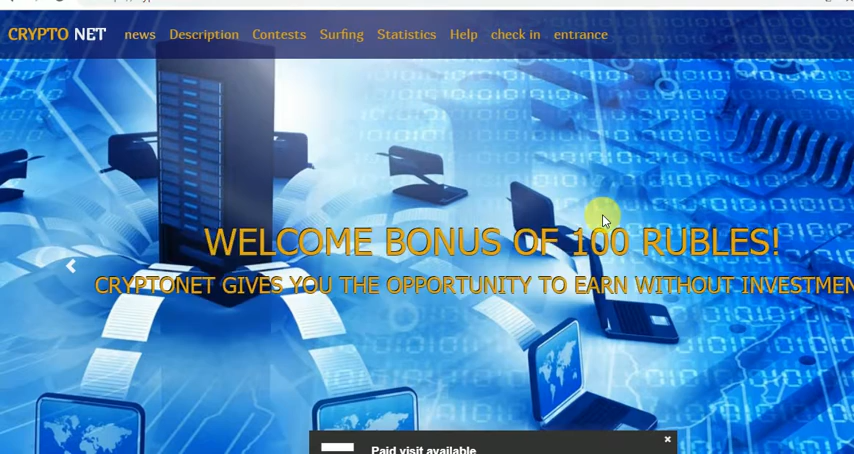 CRYPTO NET news Description Contests Surfing Statistics Help check in entrance
WELCOME BONUS OF 100 RUBLES!
CRYPTONET GIVES YOU THE OPPORTUNITY TO EARN WITHOUT INVESTMEN
Paid visit available